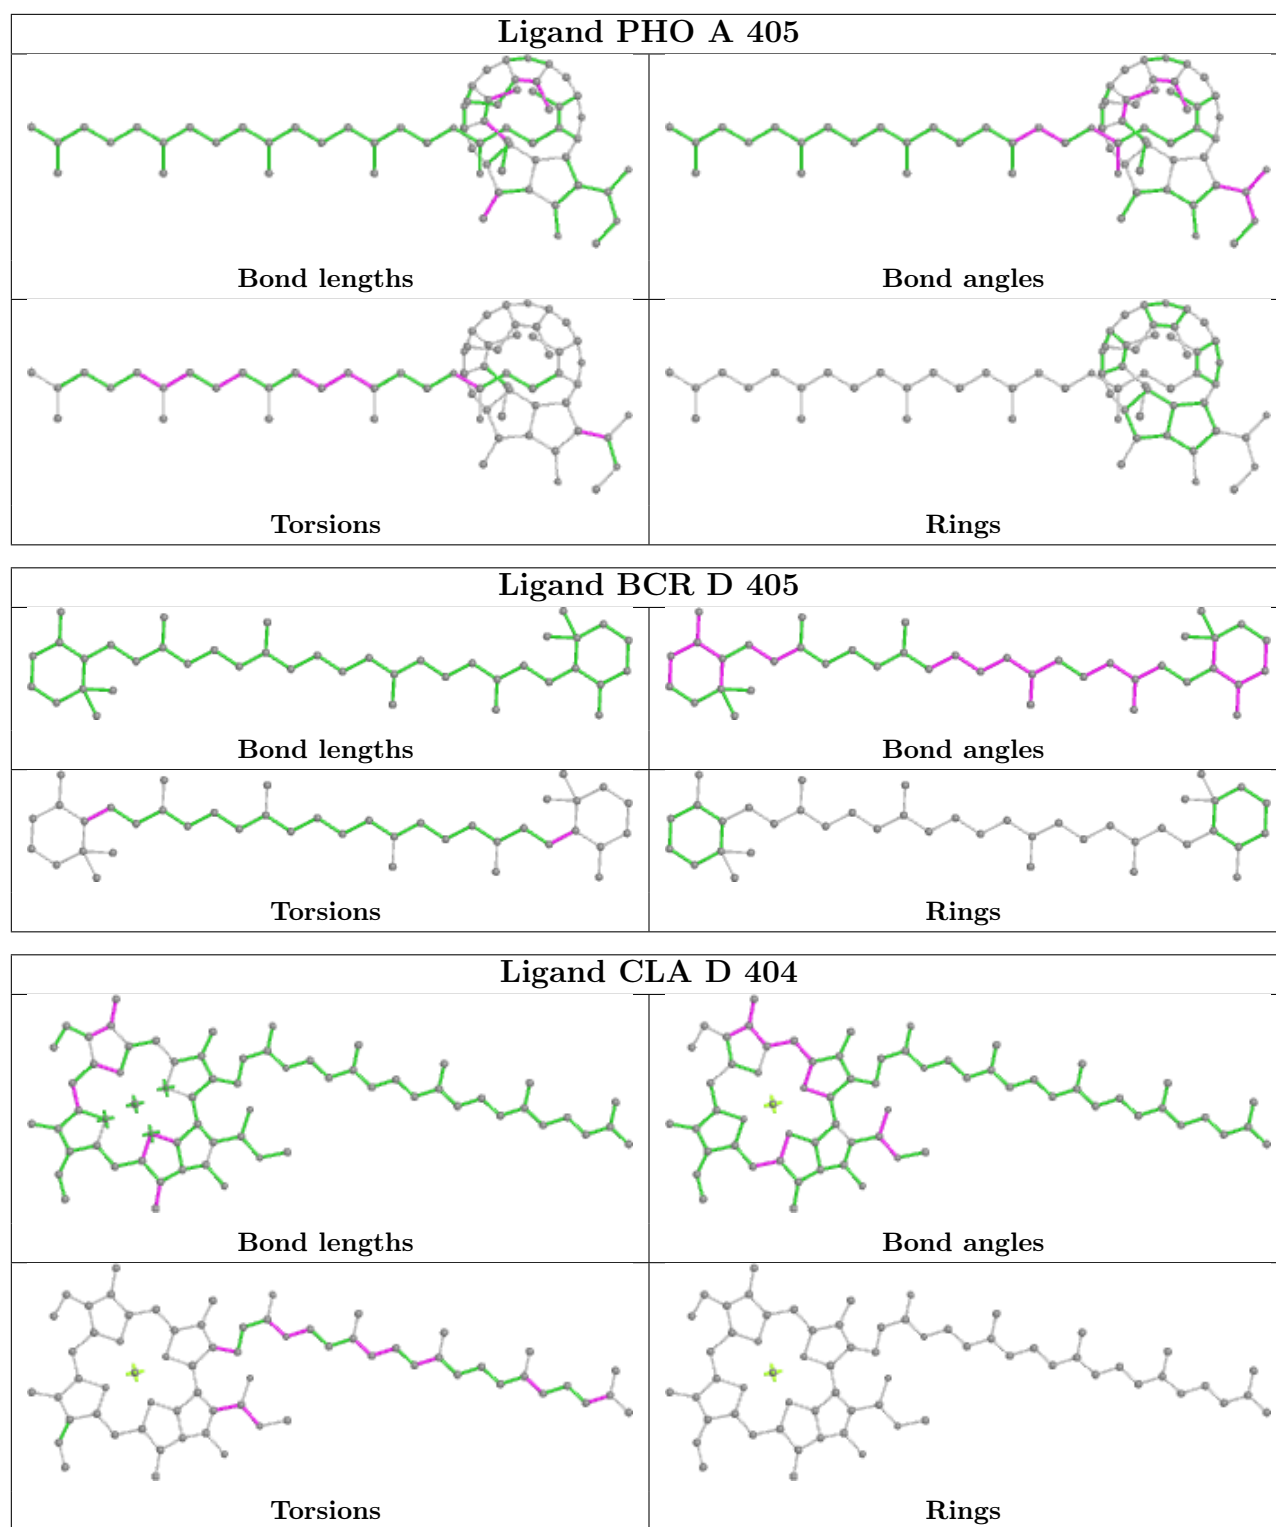 Ligand PHO A 405
Bond lengths
Bond angles
Torsions
Rings
Ligand BCR D 405
Bond lengths
Bond angles
Torsions
Rings
Ligand CLA D 404
Bond lengths
Bond angles
Torsions
Rings